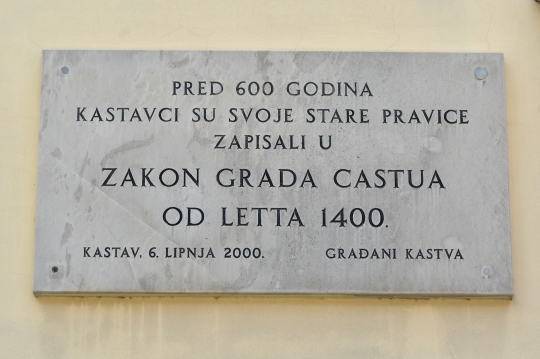 PRED 600 GODINA
KASTAVCI SU SVOJE STARE PRAVICE
ZAPISALI U
ZAKON GRADA CASTUA
OD LETTA 1400.
KASTAV, 6. LIPNJA 2000. GRAĐANI KASTVA